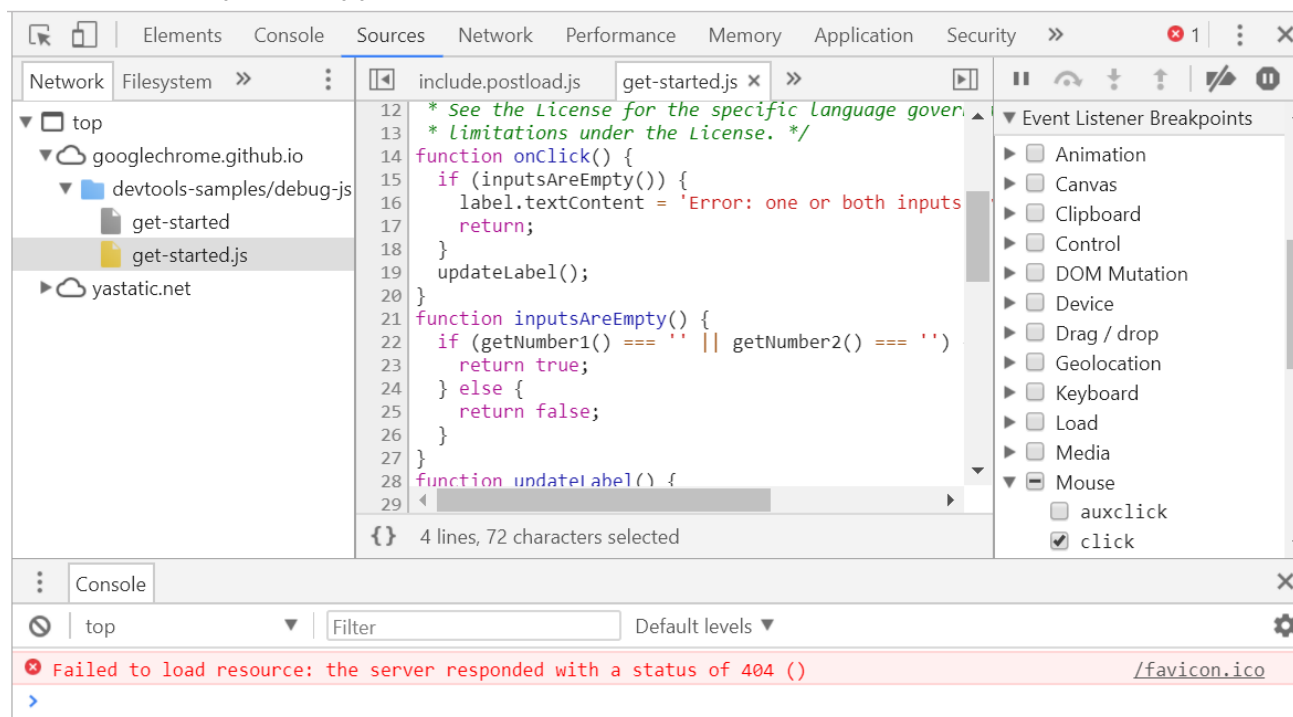 Elements Console Sources Network Performance Memory Application Security » 1
Network Filesystem »
include.postload.js get-started.js × »
top
googlechrome.github.io
devtools-samples/debug-js
get-started
get-started.js
yastatic.net
12 * See the License for the specific language gover
13 * limitations under the License. */
14 function onClick() {
15 if (inputsAreEmpty()) {
16 label.textContent = 'Error: one or both inputs
17 return;
18 }
19 updateLabel();
20 }
21 function inputsAreEmpty() {
22 if (getNumber1() === '' || getNumber2() === '')
23 return true;
24 } else {
25 return false;
26 }
27 }
28 function updateLabel() {
29
{} 4 lines, 72 characters selected
Event Listener Breakpoints
Animation
Canvas
Clipboard
Control
DOM Mutation
Device
Drag / drop
Geolocation
Keyboard
Load
Media
Mouse
auxclick
click
Console
top Filter Default levels
Failed to load resource: the server responded with a status of 404 () /favicon.ico
>